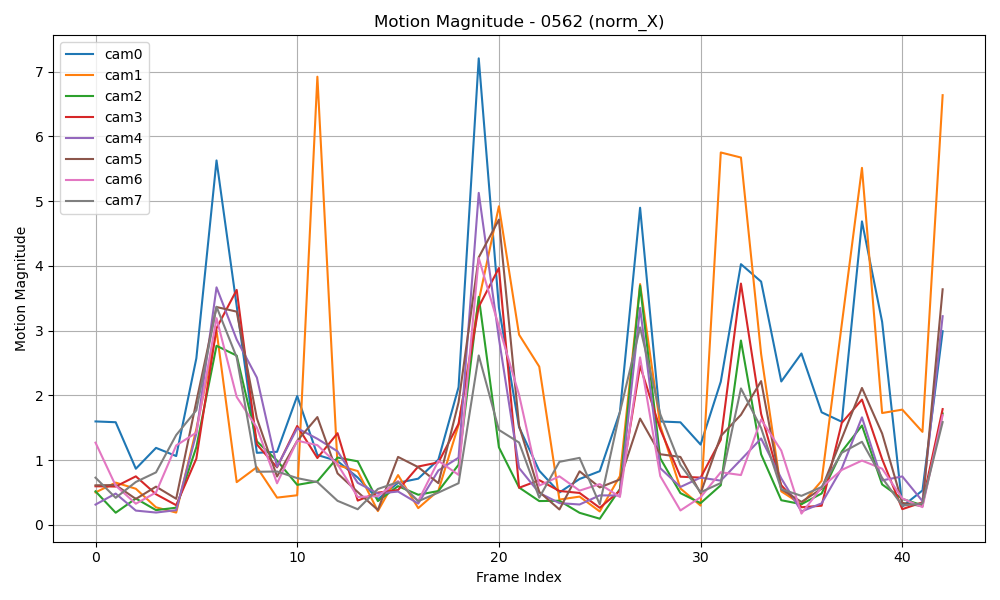 Motion Magnitude - 0562 (norm_X)
cam0
cam1
cam2
cam3
cam4
cam5
cam6
cam7
Motion Magnitude
7
6
5
4
3
2
1
0
0 10 20 30 40
Frame Index